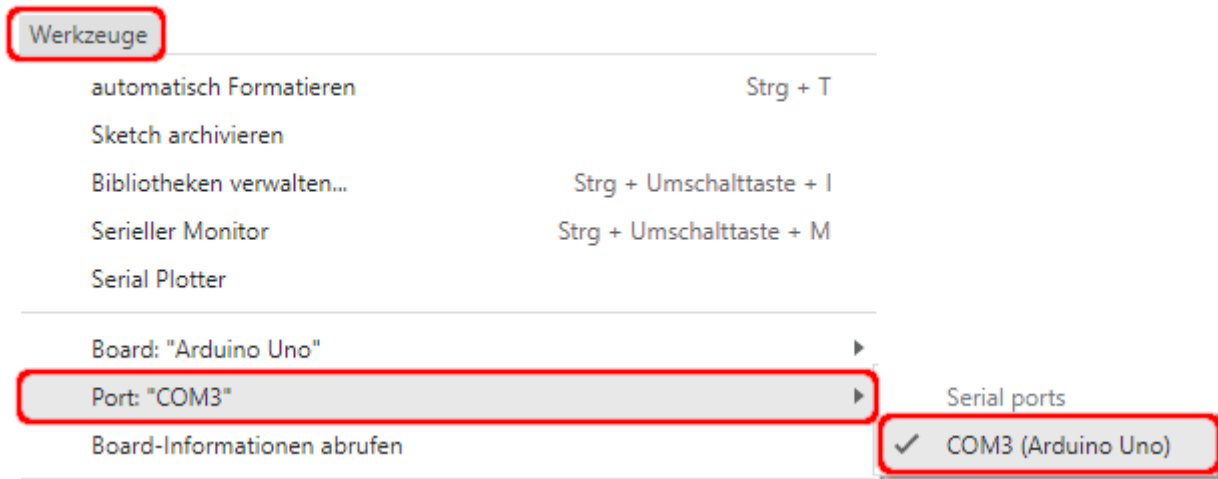 Werkzeuge
automatisch Formatieren Strg + T
Sketch archivieren
Bibliotheken verwalten... Strg + Umschalttaste + I
Serieller Monitor Strg + Umschalttaste + M
Serial Plotter
Board: "Arduino Uno"
Port: "COM3" Serial ports
Board-Informationen abrufen ✓ COM3 (Arduino Uno)